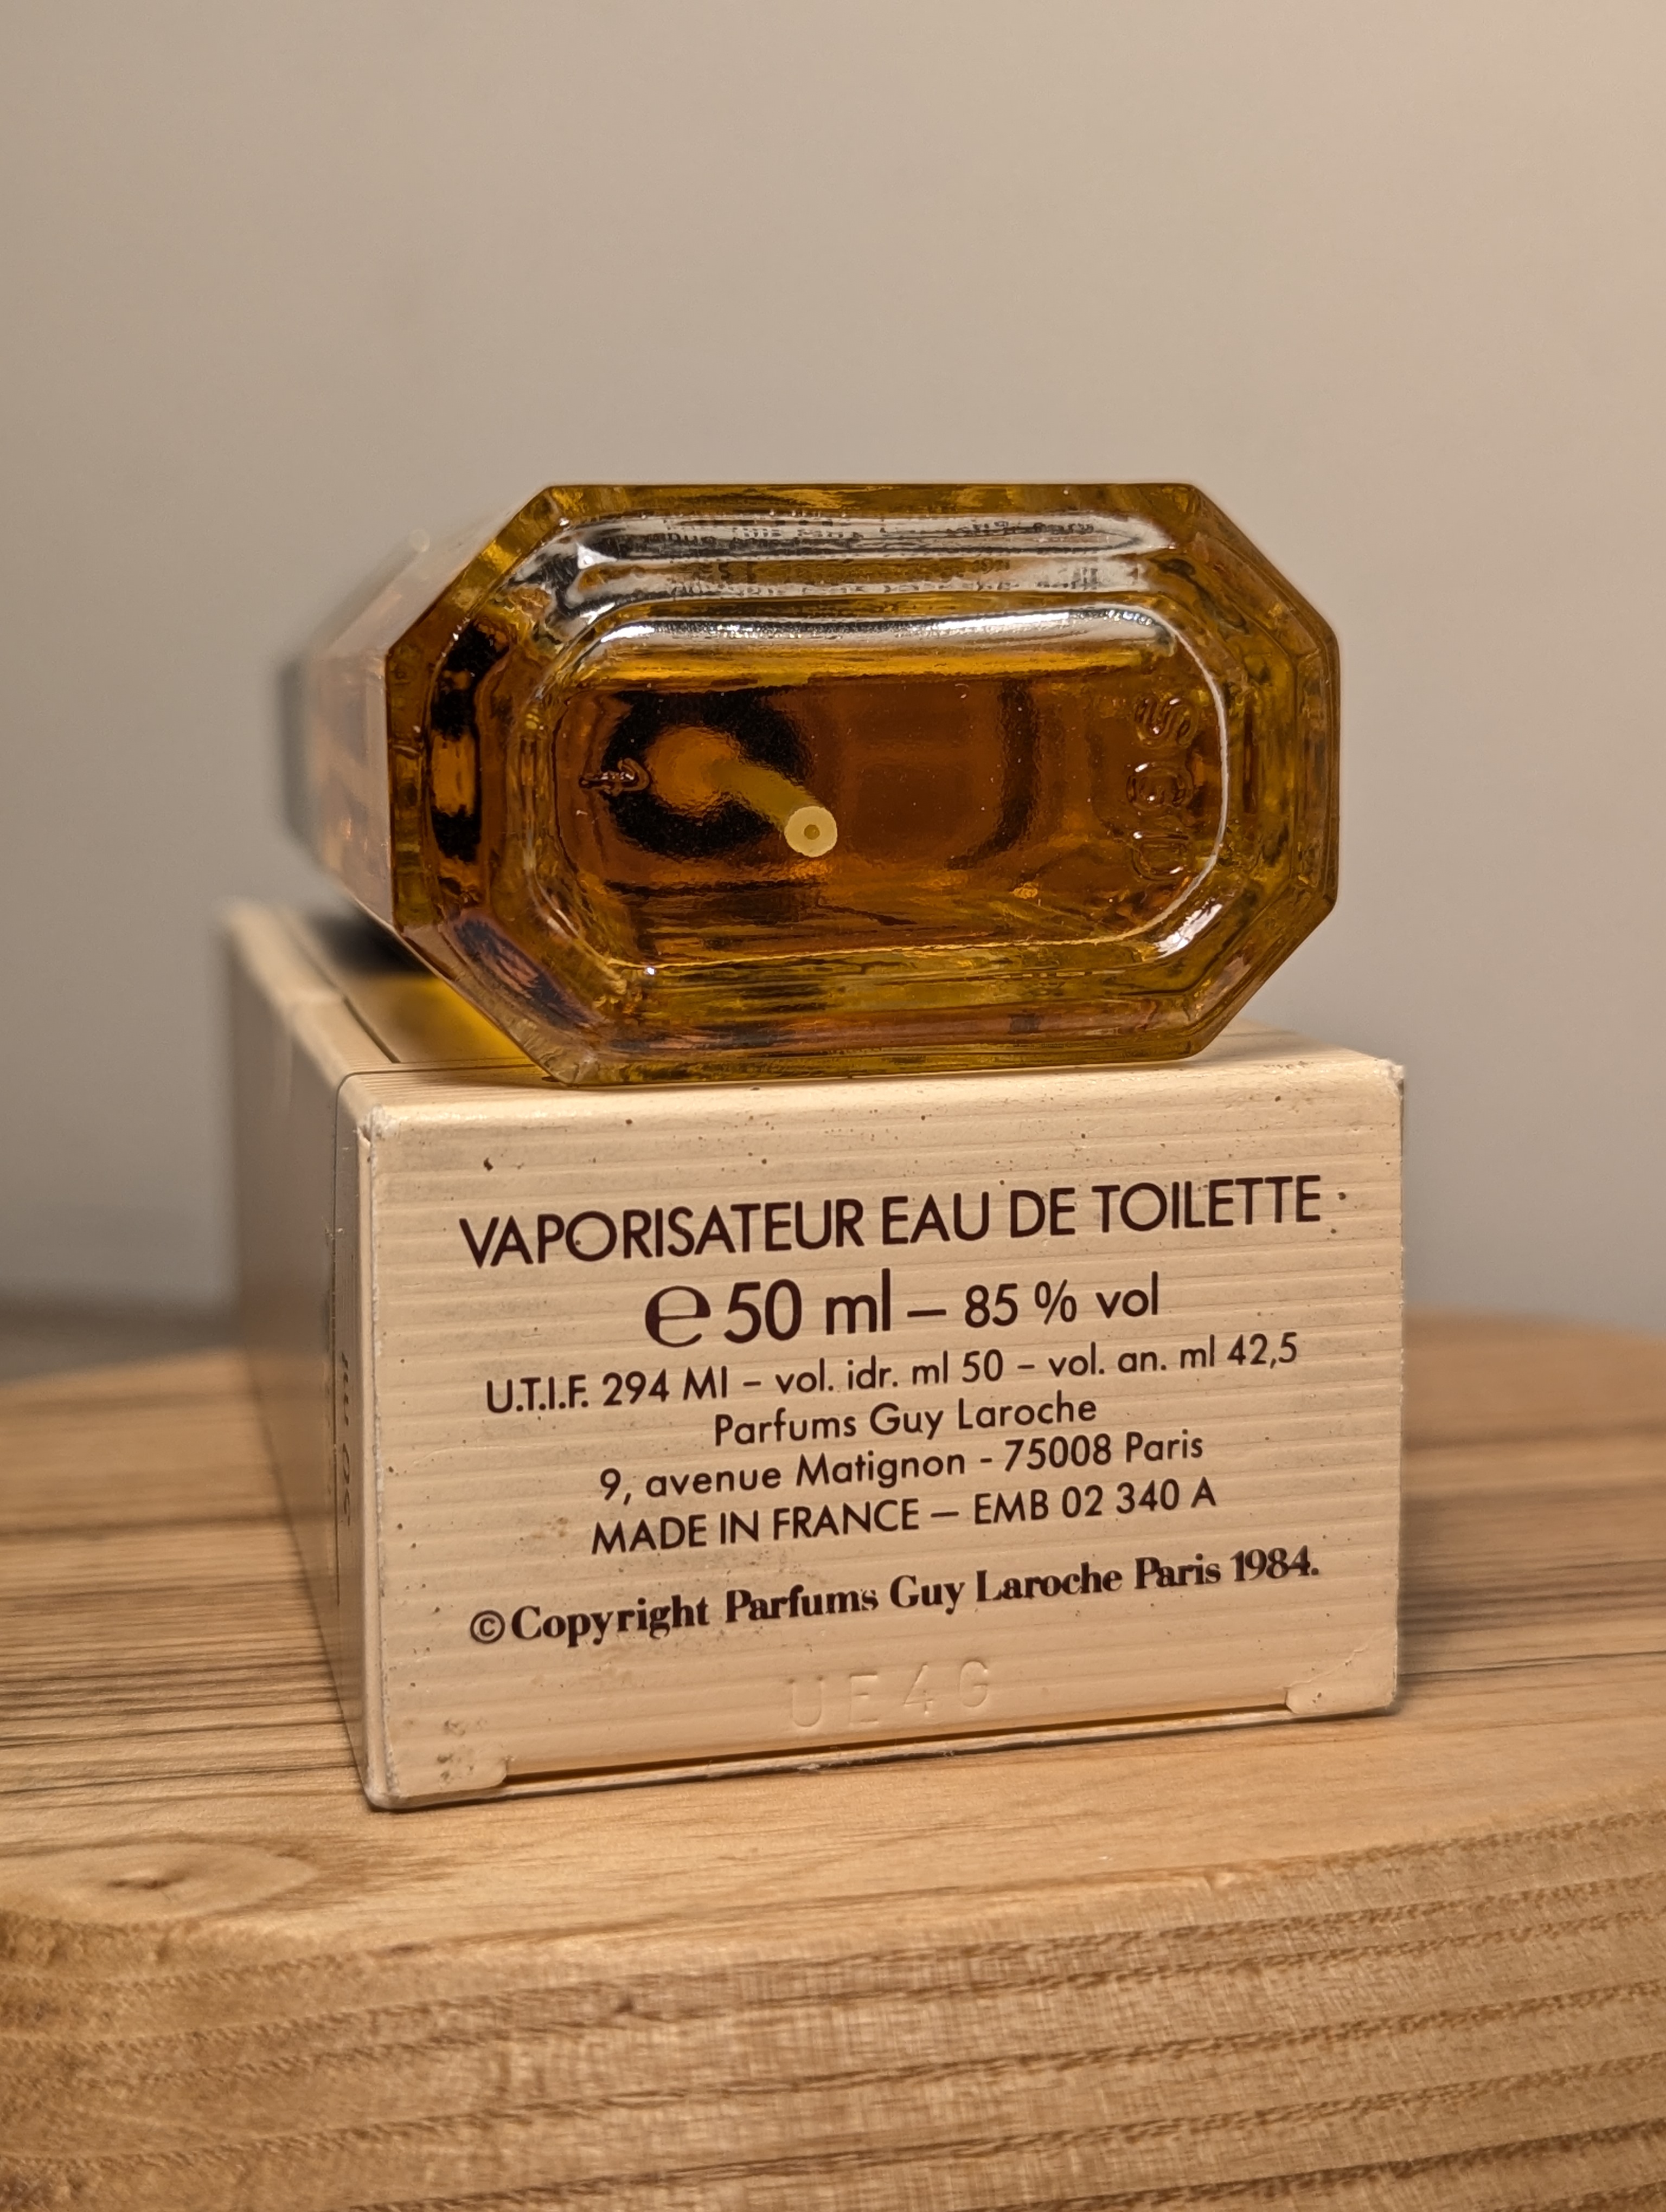 SGD
VAPORISATEUR EAU DE TOILETTE
℮ 50 ml – 85 % vol
U.T.I.F. 294 MI – vol. idr. ml 50 – vol. an. ml 42,5
Parfums Guy Laroche
9, avenue Matignon - 75008 Paris
MADE IN FRANCE – EMB 02 340 A
©Copyright Parfums Guy Laroche Paris 1984.
UE4G